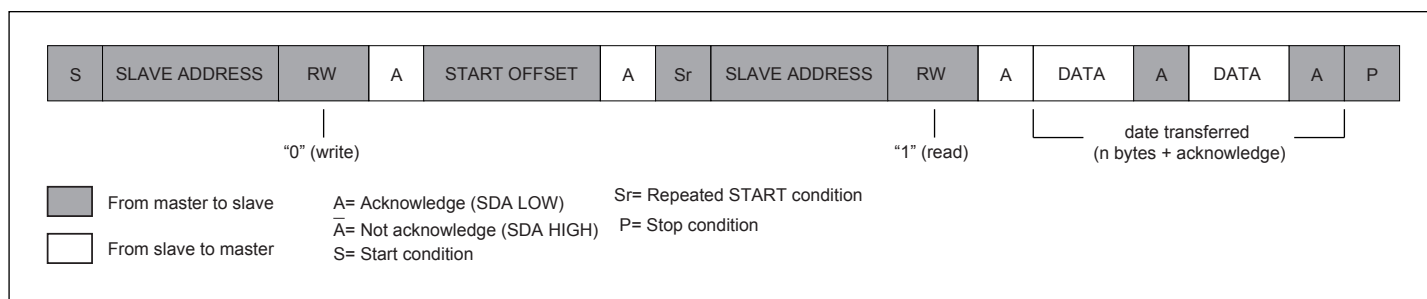 S SLAVE ADDRESS RW A START OFFSET A Sr SLAVE ADDRESS RW A DATA A DATA A P
“0” (write)
“1” (read)
date transferred
(n bytes + acknowledge)
From master to slave
From slave to master
A= Acknowledge (SDA LOW)
A̅= Not acknowledge (SDA HIGH)
S= Start condition
Sr= Repeated START condition
P= Stop condition